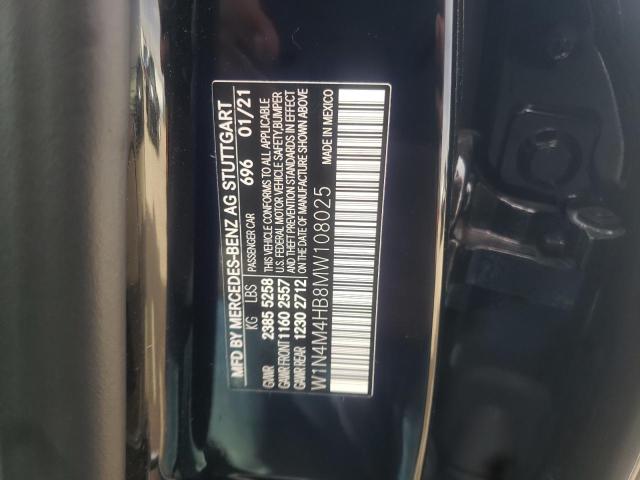 MFD BY MERCEDES-BENZ AG STUTTGART
PASSENGER CAR 696 01/21
KG LBS
GVWR 2385 5258
GAWR FRONT 1160 2557
GAWR REAR 1230 2712
THIS VEHICLE CONFORMS TO ALL APPLICABLE
U.S. FEDERAL MOTOR VEHICLE SAFETY,BUMPER
AND THEFT PREVENTION STANDARDS IN EFFECT
ON THE DATE OF MANUFACTURE SHOWN ABOVE
MADE IN MEXICO
W1N4M4HB8MW108025